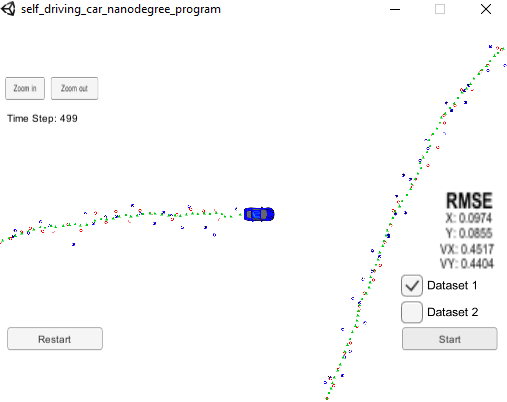 self_driving_car_nanodegree_program
Zoom in
Zoom out
Time Step: 499
RMSE
X: 0.0974
Y: 0.0855
VX: 0.4517
VY: 0.4404
Dataset 1
Dataset 2
Restart
Start